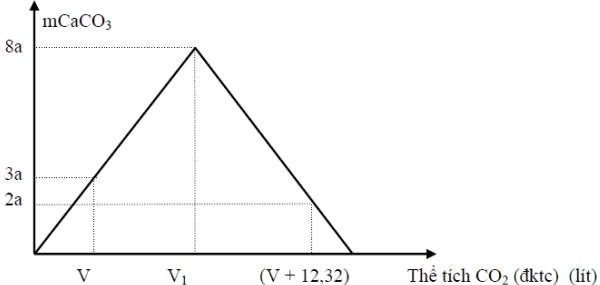 mCaCO₃
8a
3a
2a
V V₁ (V + 12,32) Thể tích CO₂ (đktc) (lít)